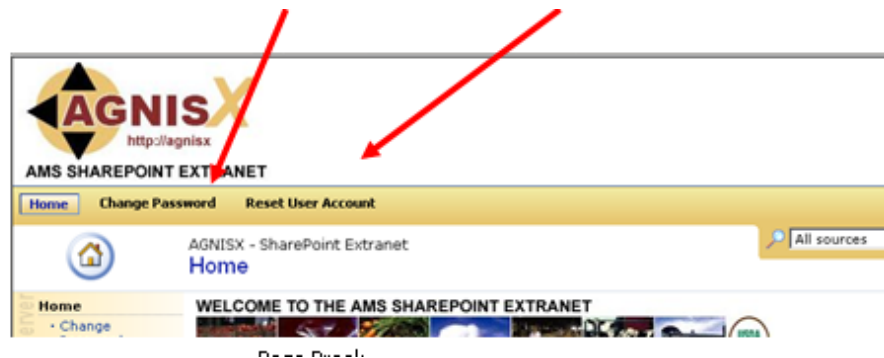 AGNISX
http://agnisx
AMS SHAREPOINT EXTRANET
Home Change Password Reset User Account
AGNISX - SharePoint Extranet
All sources
Home
Home
WELCOME TO THE AMS SHAREPOINT EXTRANET
• Change
USDA